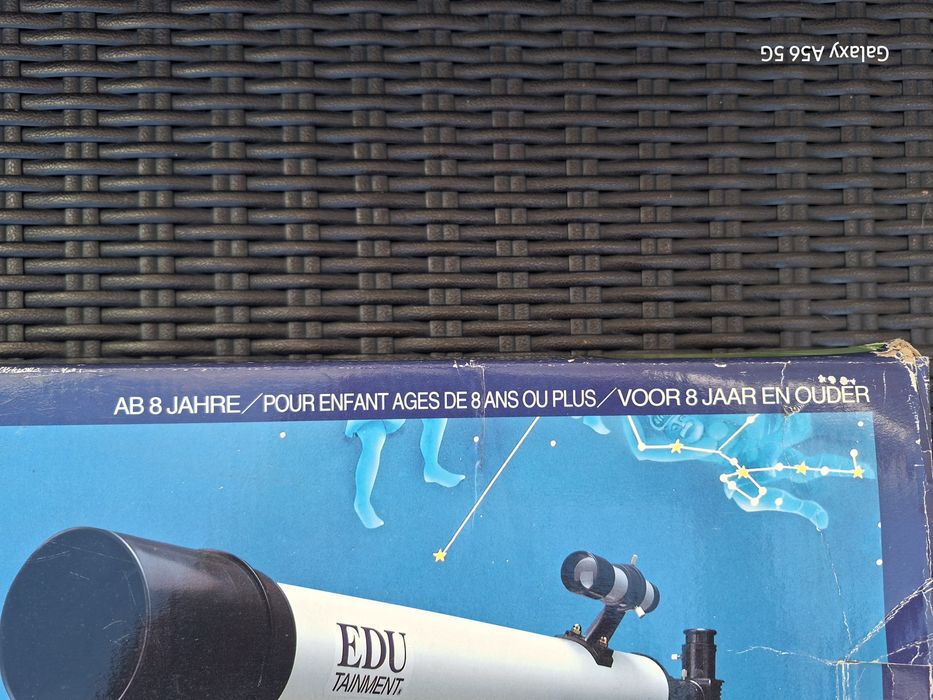 Galaxy A56 5G
AB 8 JAHRE/POUR ENFANT AGES DE 8 ANS OU PLUS/VOOR 8 JAAR EN OUDER
EDU
TAINMENT